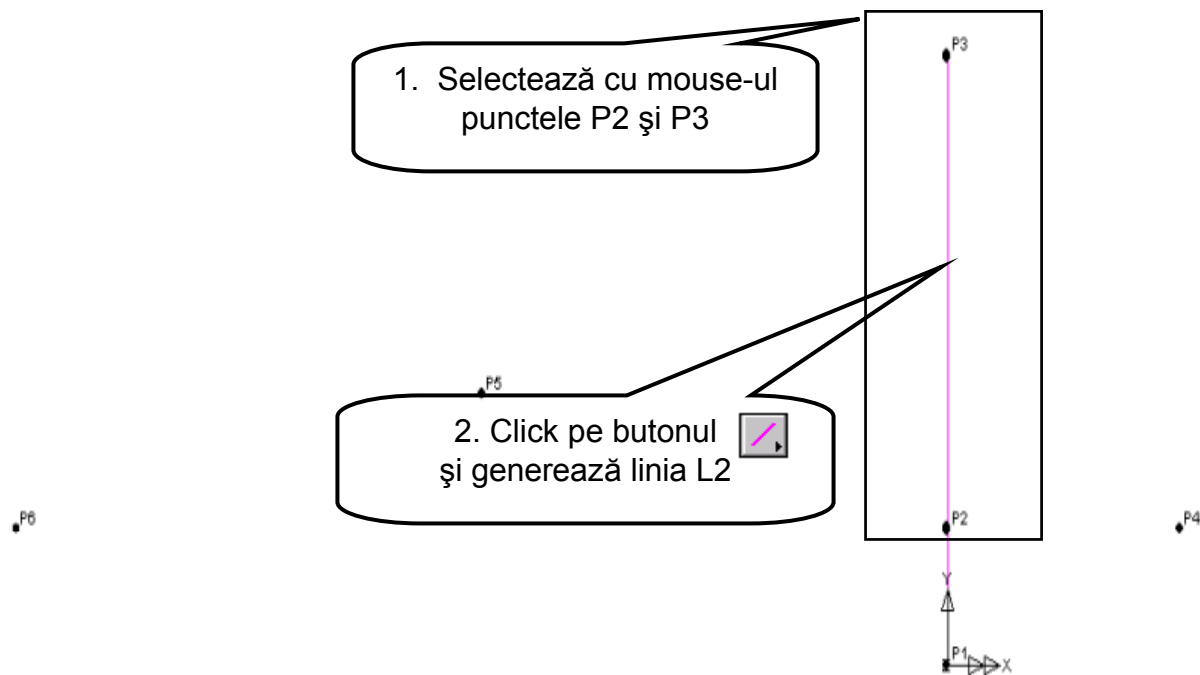 P3
1. Selectează cu mouse-ul
punctele P2 şi P3
P5
2. Click pe butonul
şi generează linia L2
P6
P2
P4
Y
P1
X